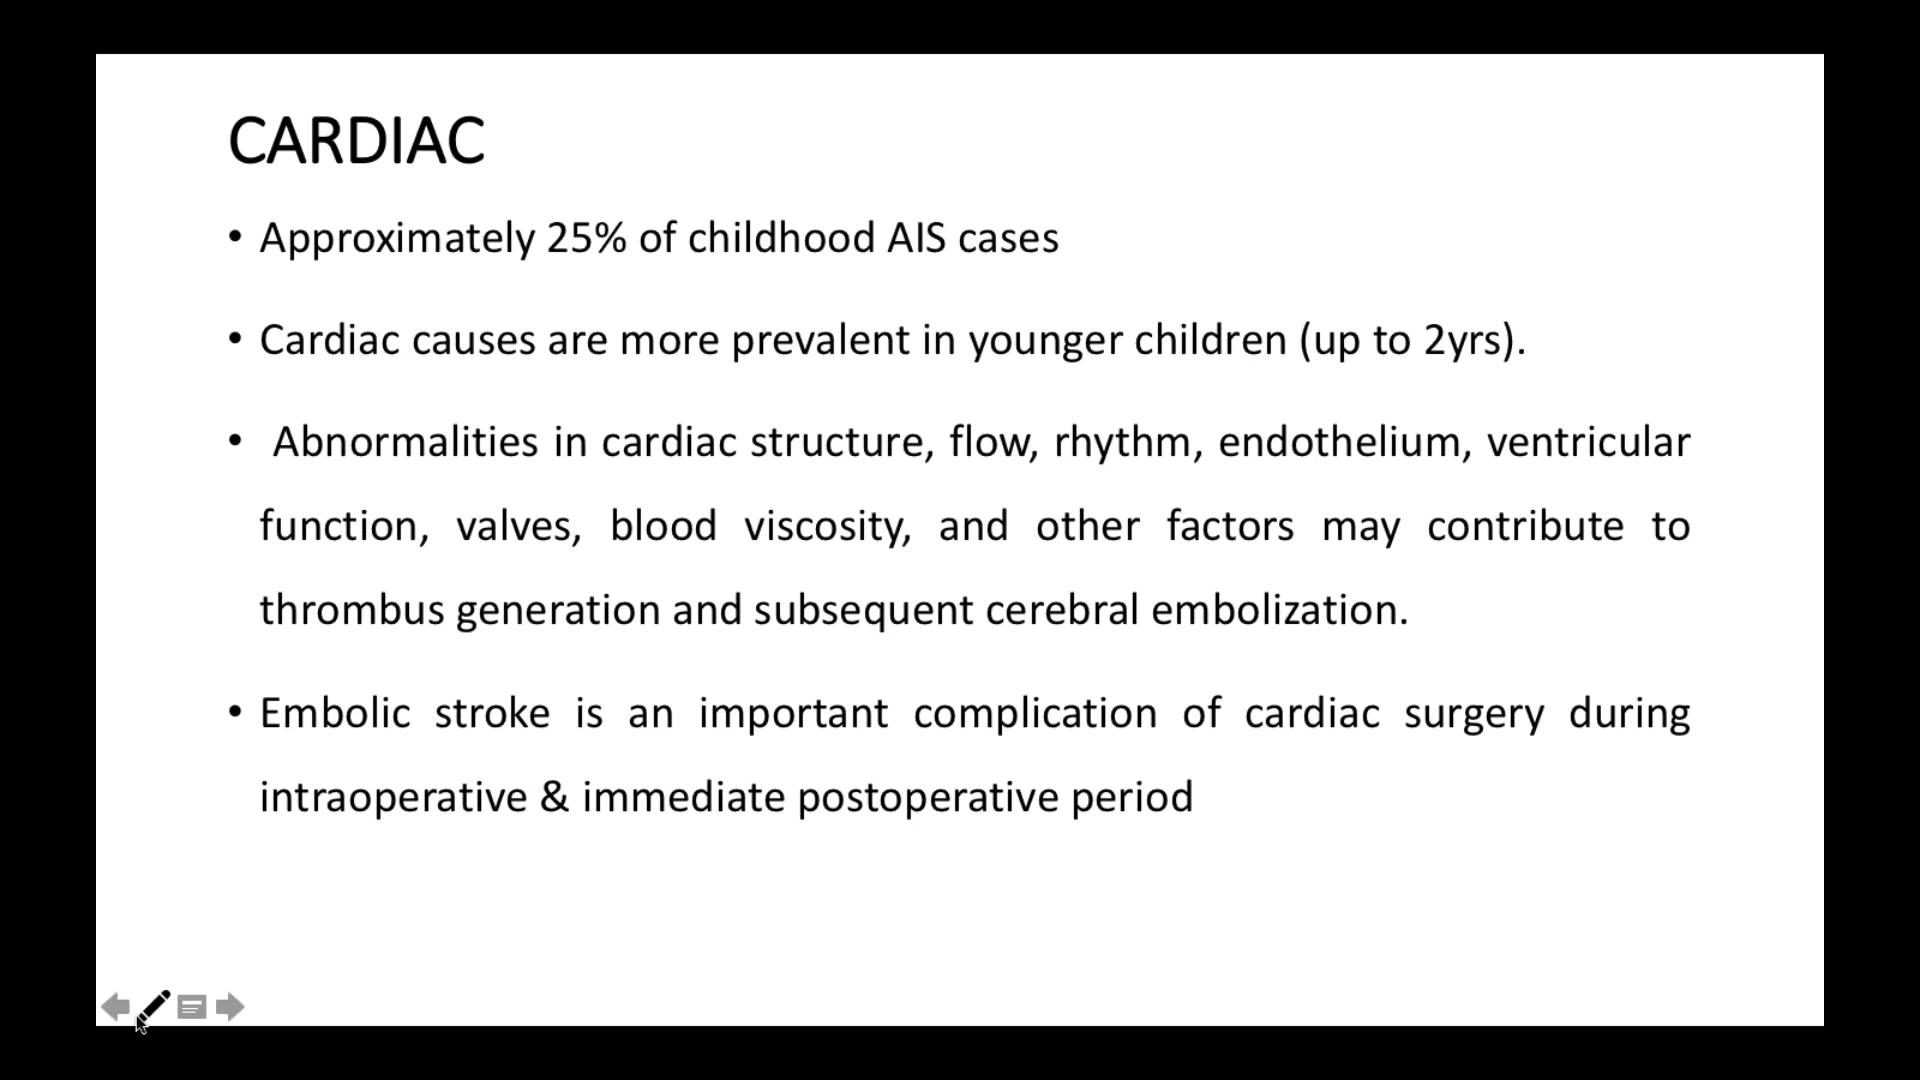 CARDIAC
• Approximately 25% of childhood AIS cases
• Cardiac causes are more prevalent in younger children (up to 2yrs).
• Abnormalities in cardiac structure, flow, rhythm, endothelium, ventricular
function, valves, blood viscosity, and other factors may contribute to
thrombus generation and subsequent cerebral embolization.
• Embolic stroke is an important complication of cardiac surgery during
intraoperative & immediate postoperative period